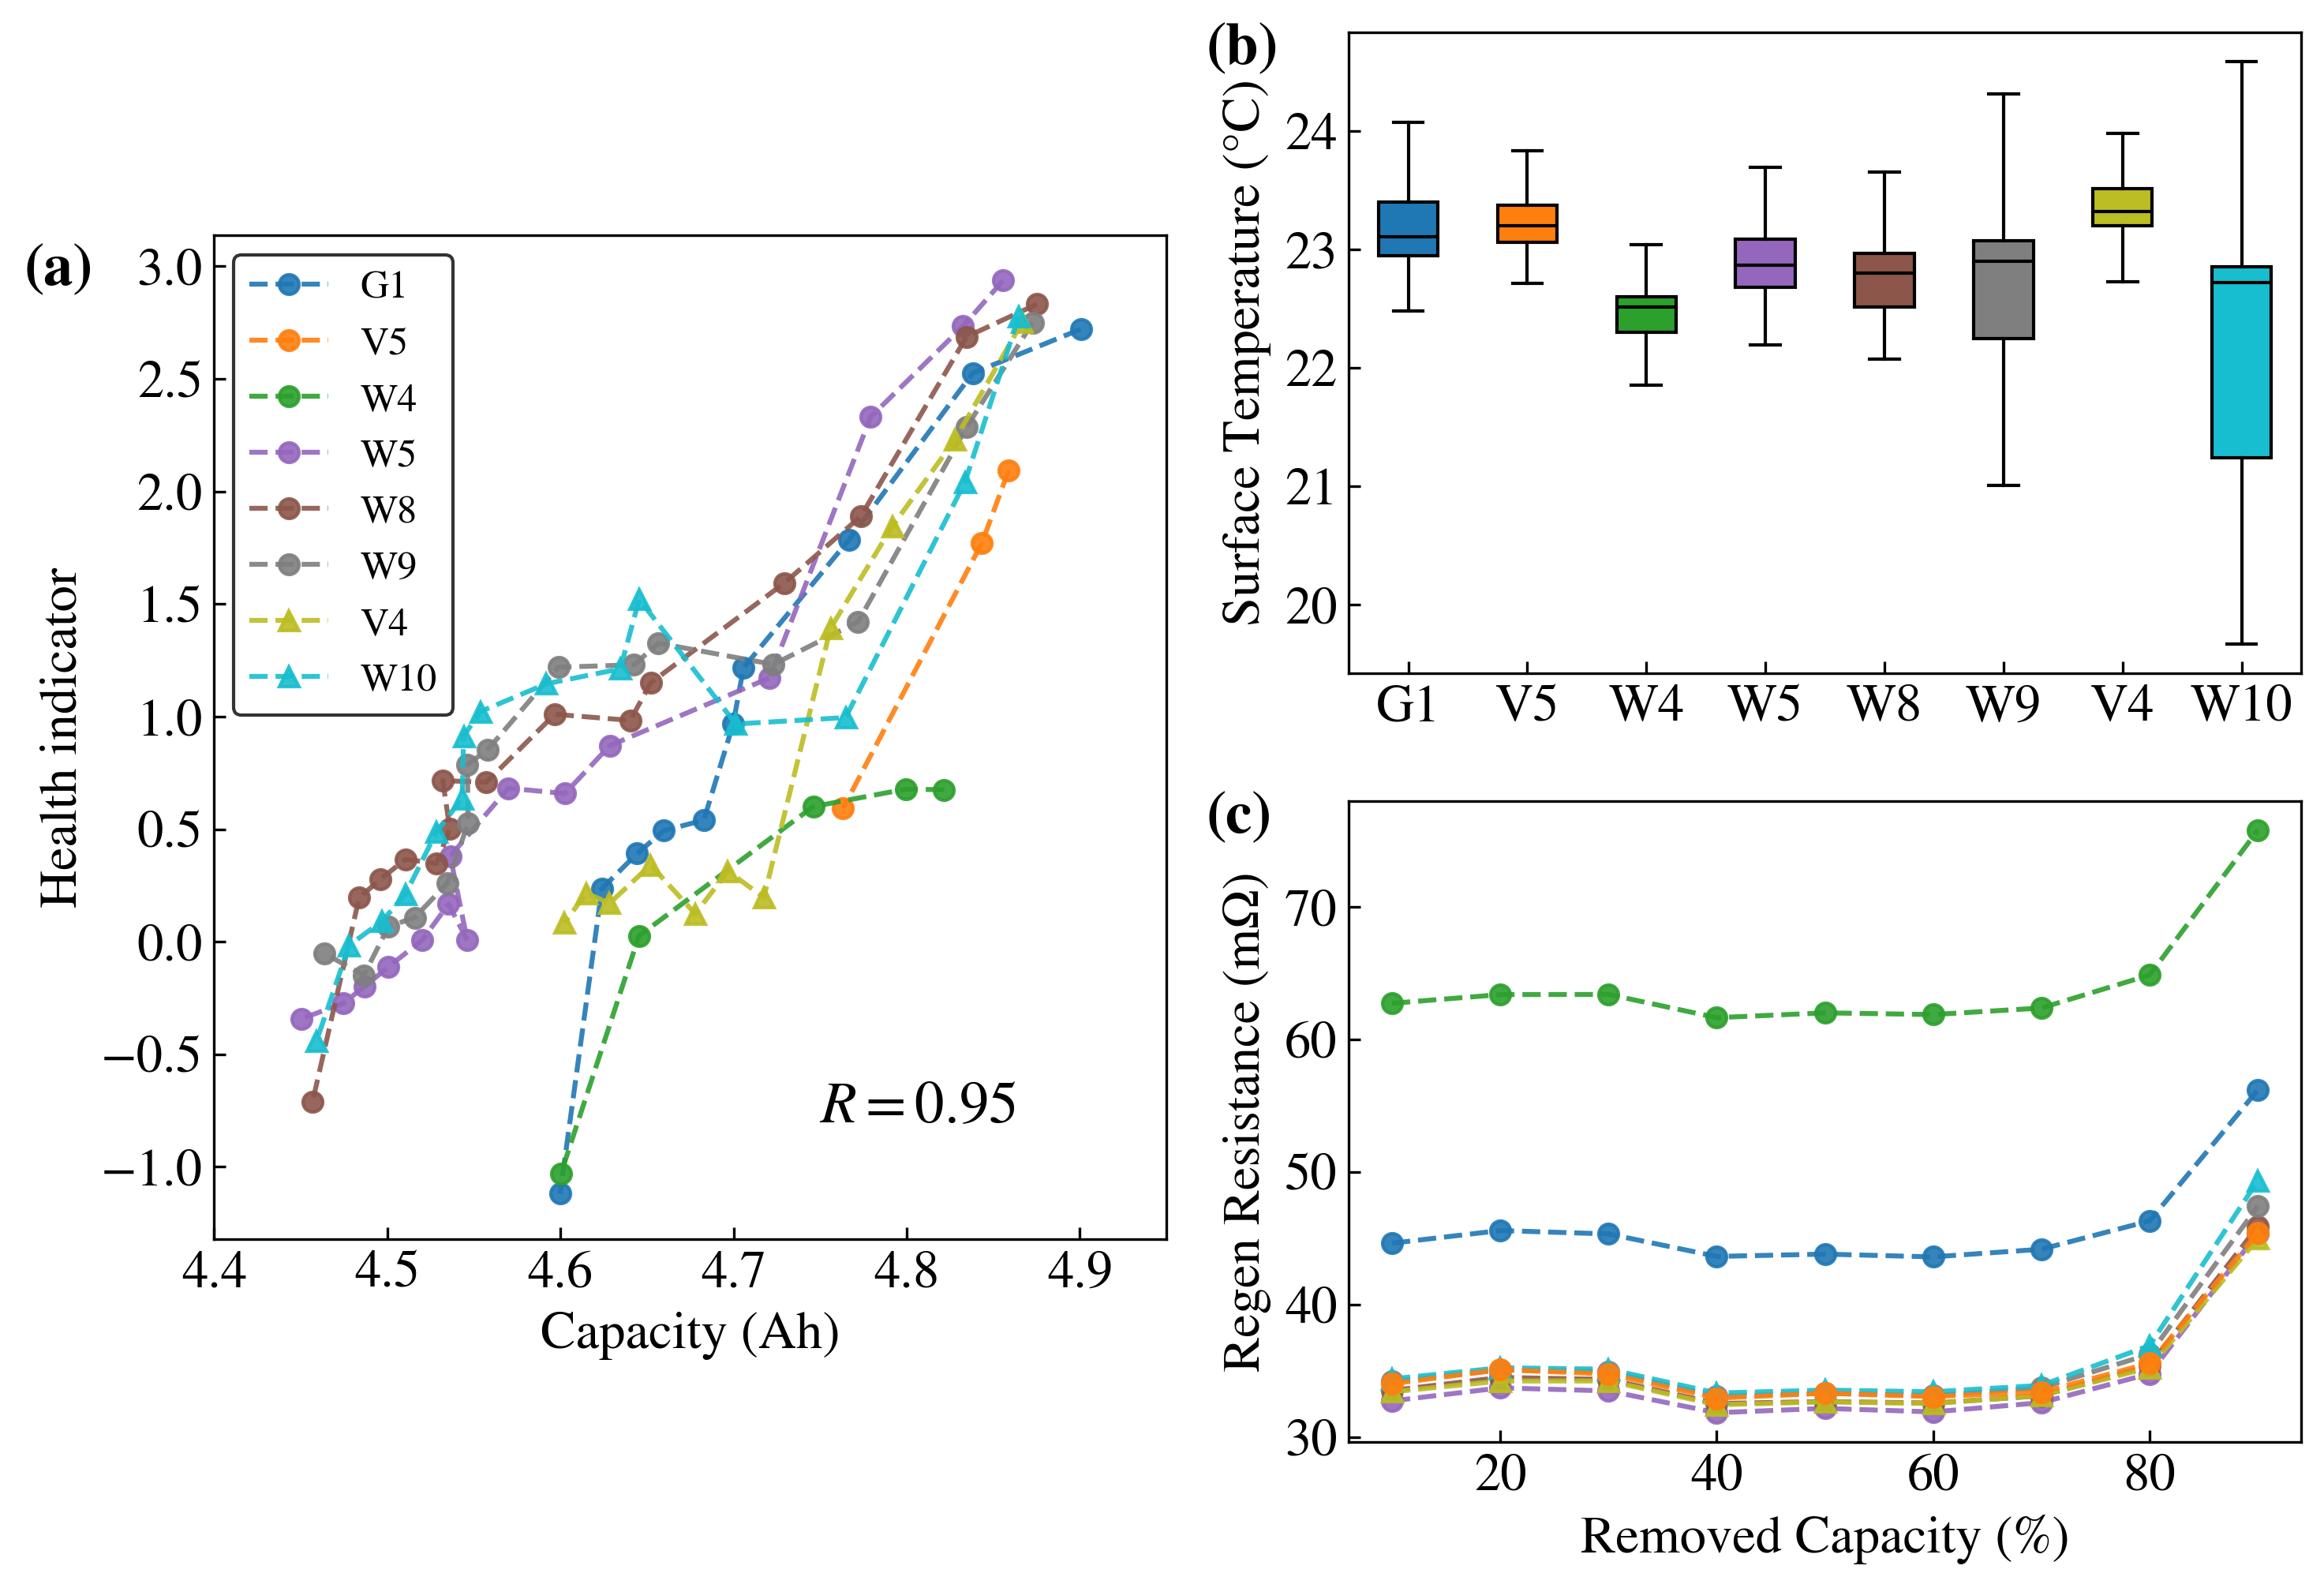 (a)
Health indicator
3.0
2.5
2.0
1.5
1.0
0.5
0.0
−0.5
−1.0
G1
V5
W4
W5
W8
W9
V4
W10
R = 0.95
4.4 4.5 4.6 4.7 4.8 4.9
Capacity (Ah)
(b)
Surface Temperature (°C)
24
23
22
21
20
G1 V5 W4 W5 W8 W9 V4 W10
(c)
Regen Resistance (mΩ)
70
60
50
40
30
20 40 60 80
Removed Capacity (%)